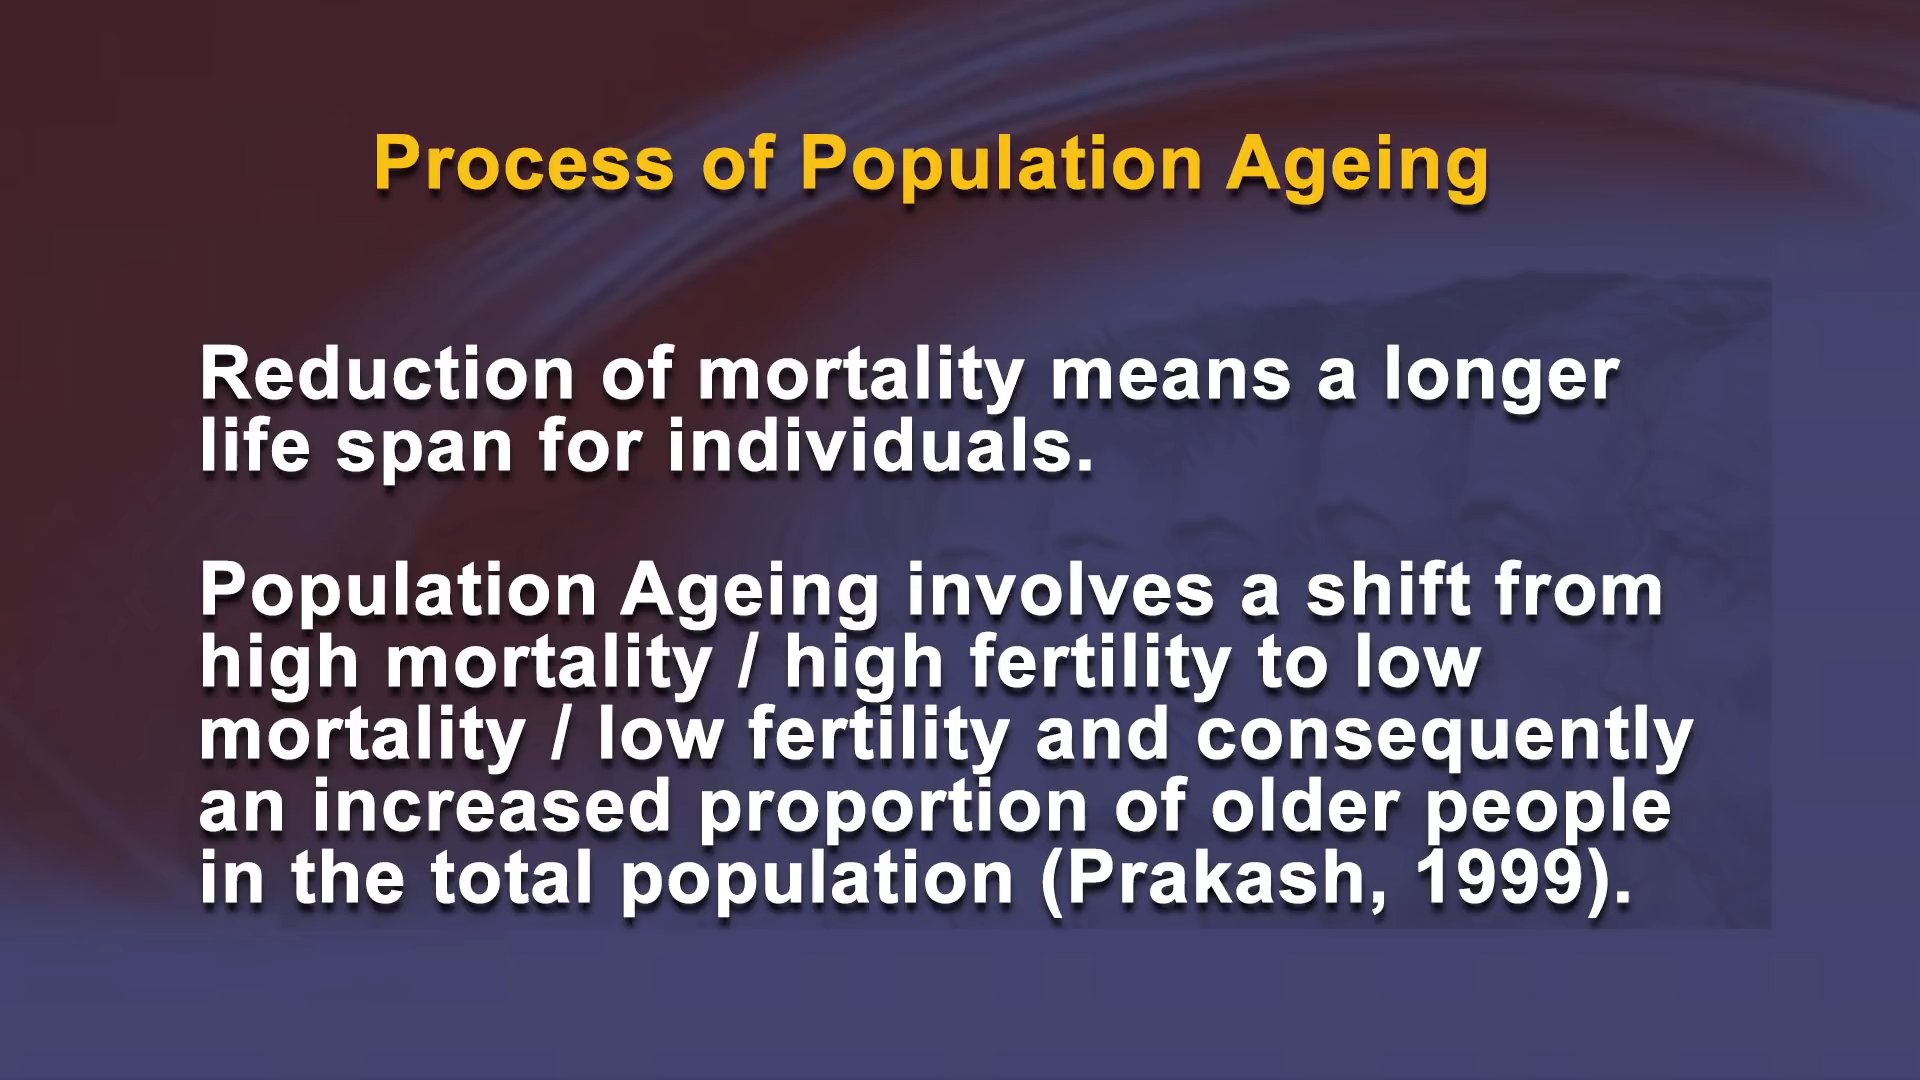 Process of Population Ageing
Reduction of mortality means a longer
life span for individuals.
Population Ageing involves a shift from
high mortality / high fertility to low
mortality / low fertility and consequently
an increased proportion of older people
in the total population (Prakash, 1999).